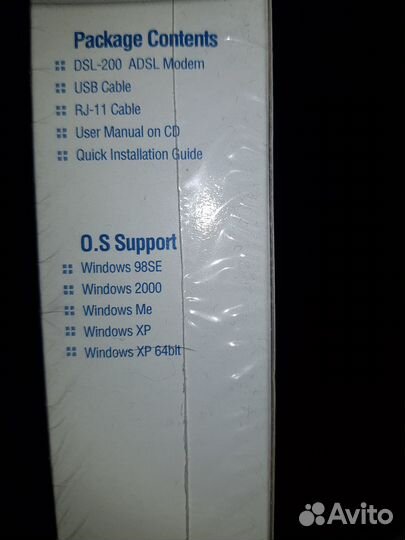 Package Contents
DSL-200 ADSL Modem
USB Cable
RJ-11 Cable
User Manual on CD
Quick Installation Guide
O.S Support
Windows 98SE
Windows 2000
Windows Me
Windows XP
Windows XP 64bit
Avito